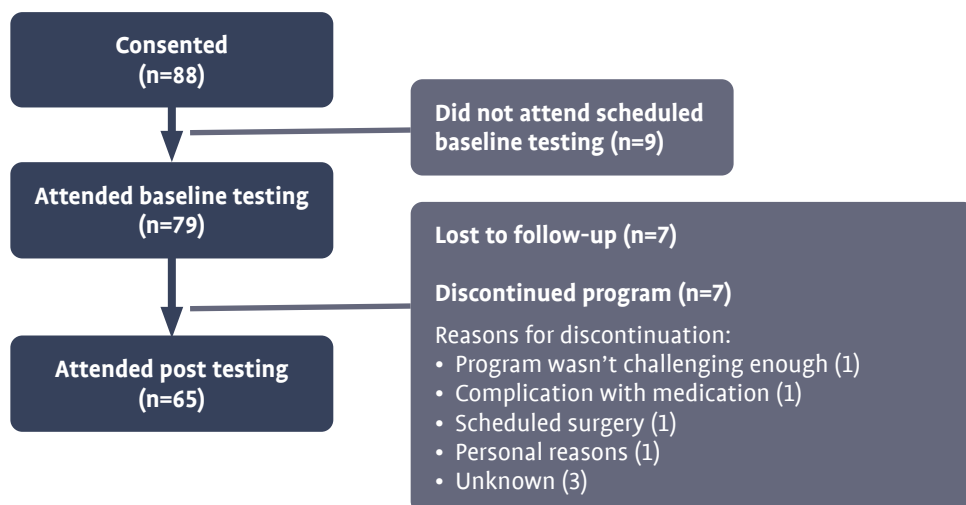 Consented
(n=88)
Did not attend scheduled
baseline testing (n=9)
Attended baseline testing
(n=79)
Lost to follow-up (n=7)
Discontinued program (n=7)
Reasons for discontinuation:
• Program wasn’t challenging enough (1)
• Complication with medication (1)
• Scheduled surgery (1)
• Personal reasons (1)
• Unknown (3)
Attended post testing
(n=65)